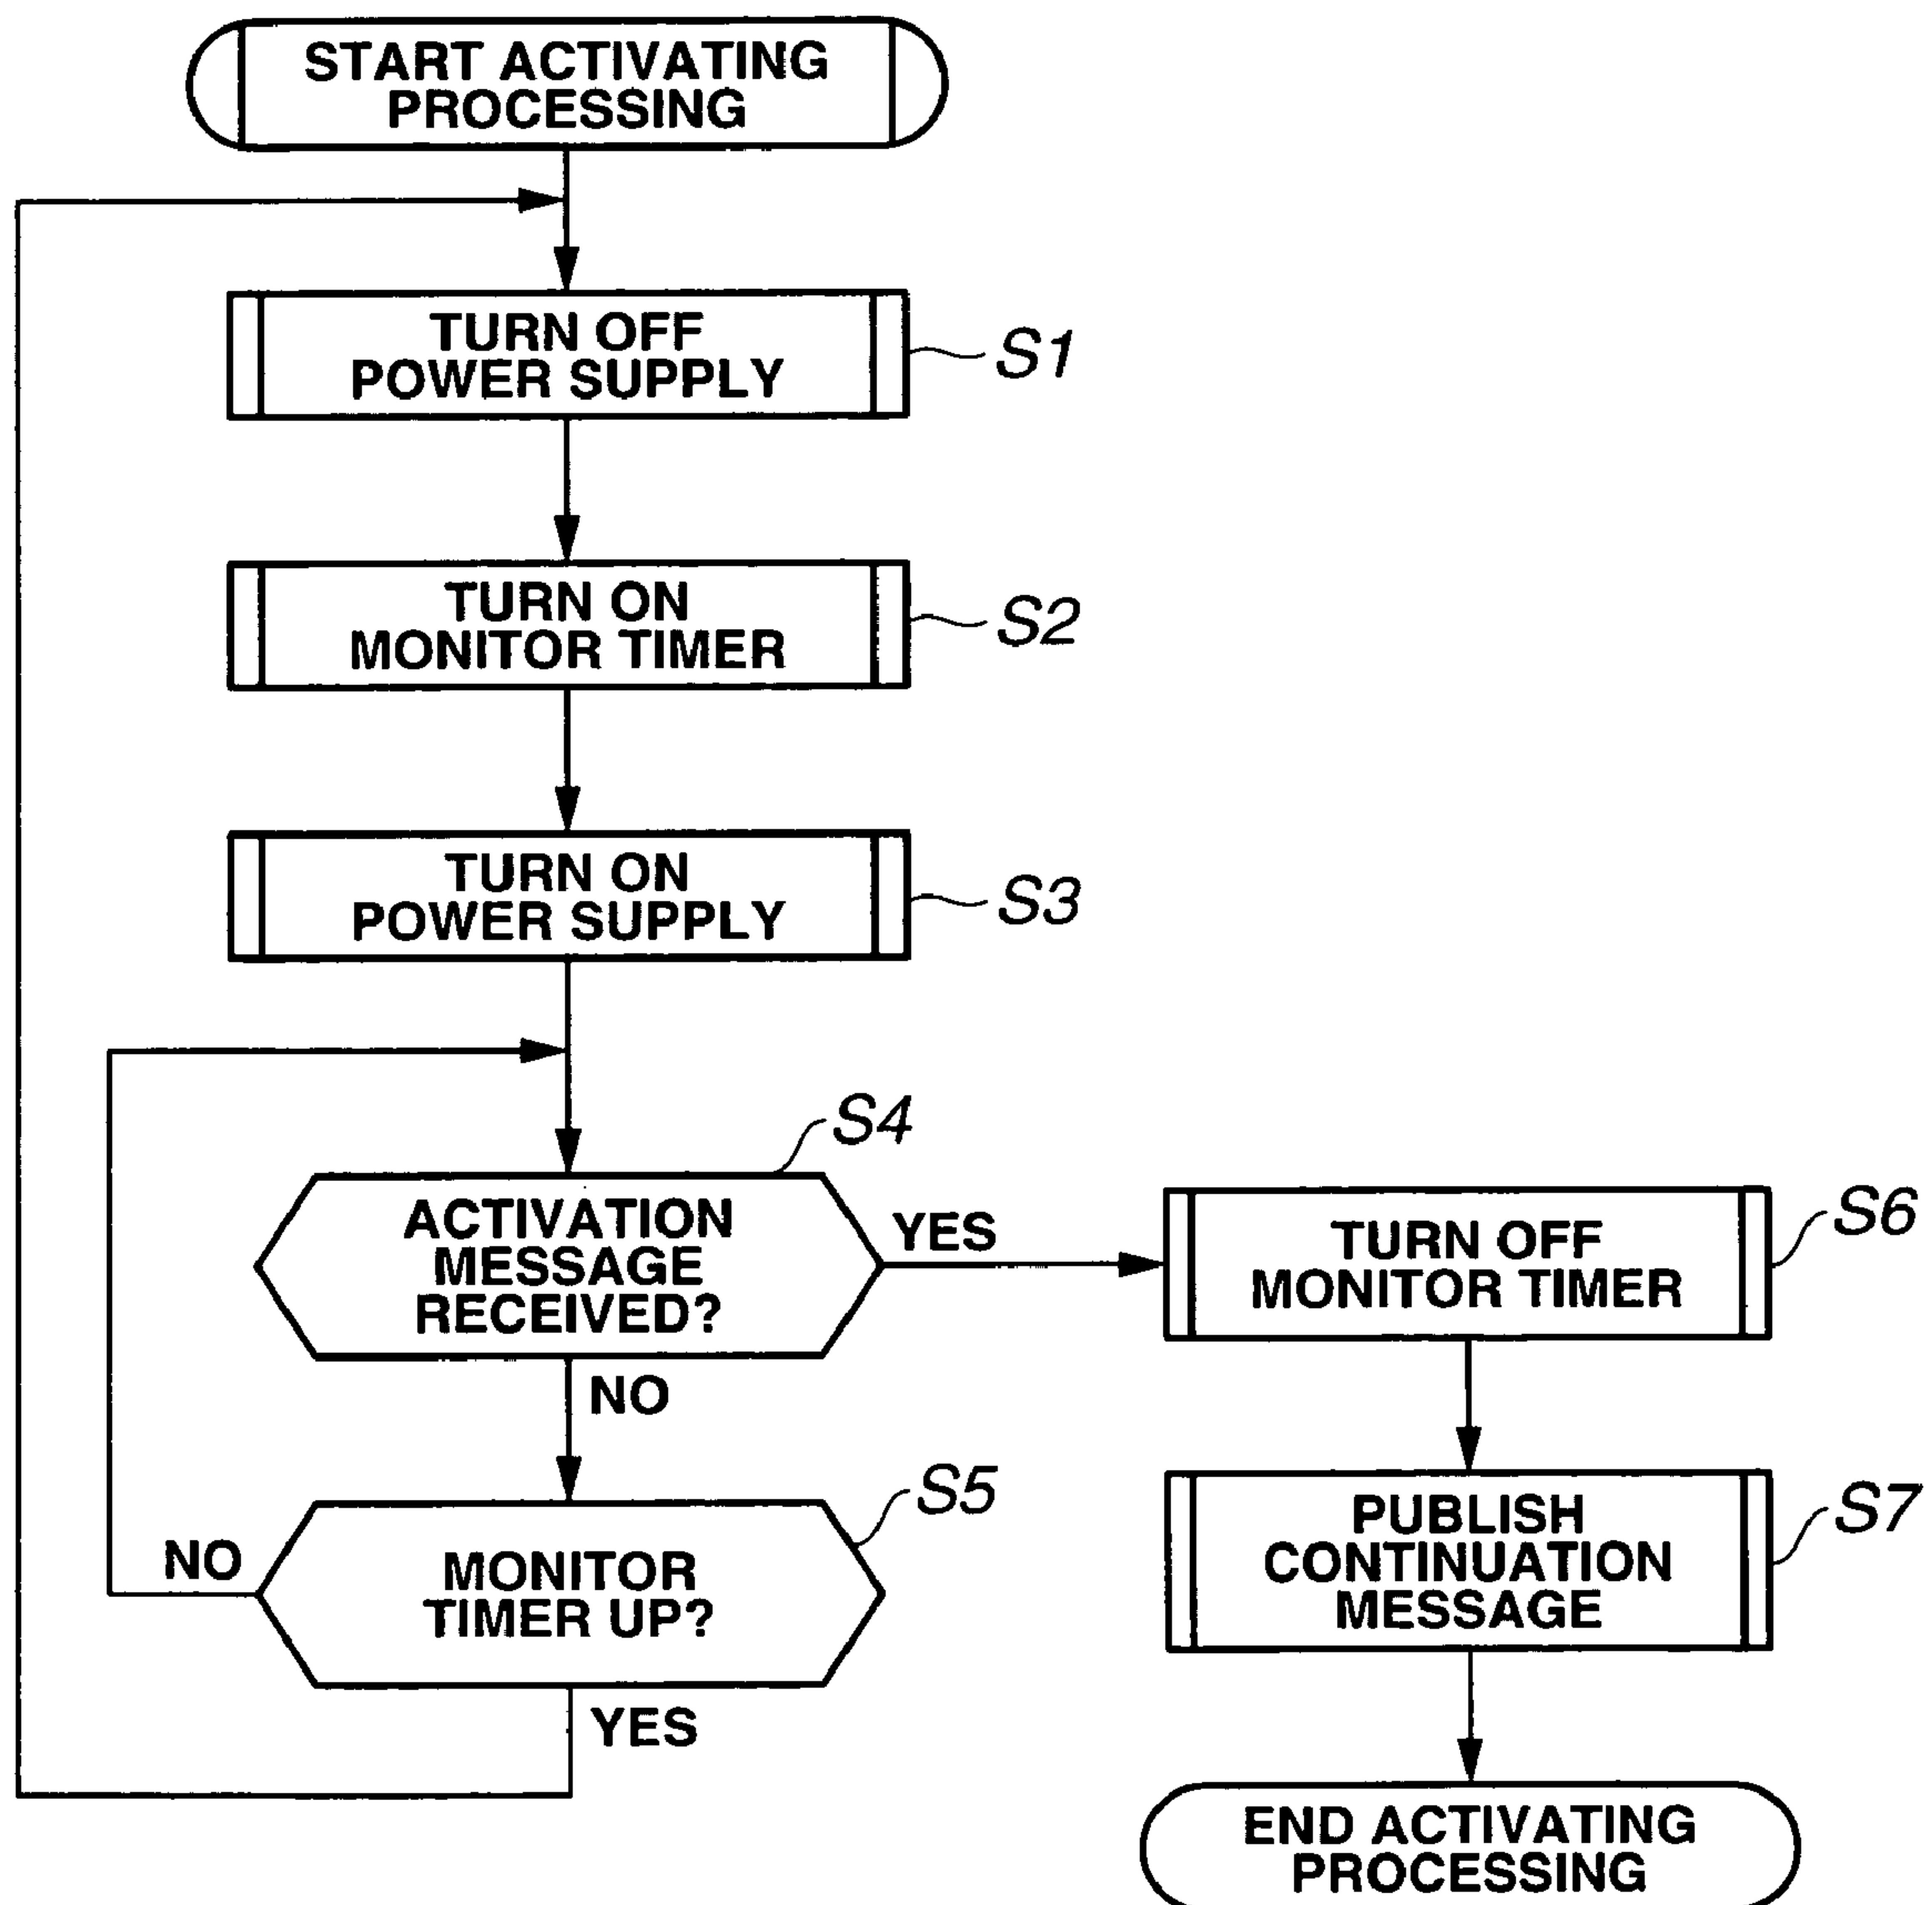 START ACTIVATING
PROCESSING
TURN OFF
POWER SUPPLY
S1
TURN ON
MONITOR TIMER
S2
TURN ON
POWER SUPPLY
S3
S4
ACTIVATION
MESSAGE
RECEIVED?
YES
NO
TURN OFF
MONITOR TIMER
S6
S5
MONITOR
TIMER UP?
NO
YES
PUBLISH
CONTINUATION
MESSAGE
S7
END ACTIVATING
PROCESSING